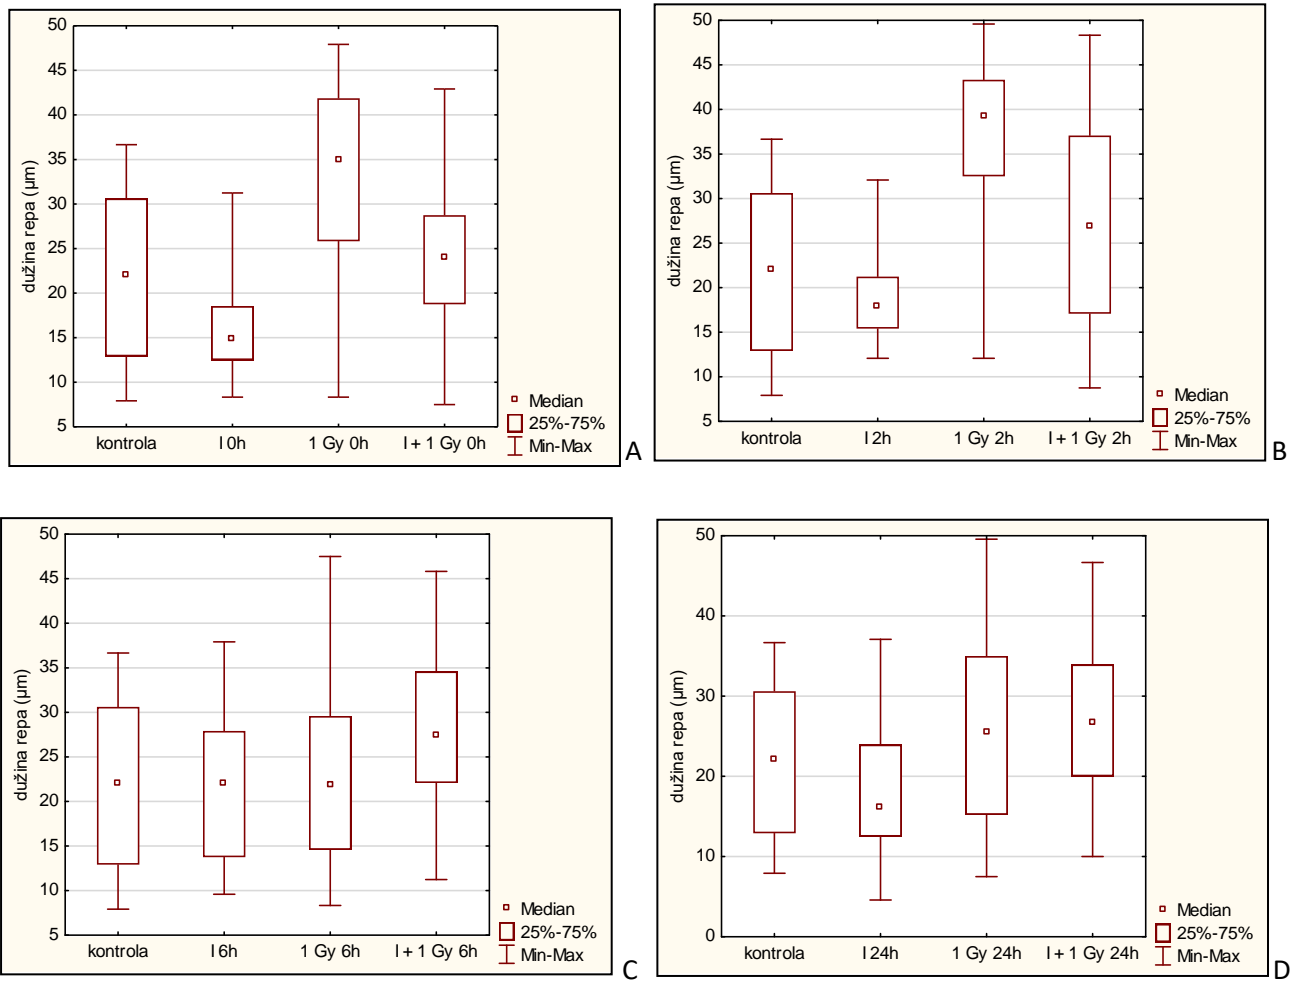 50
45
40
35
30
25
20
15
10
5
dužina repa (µm)
kontrola
I 0h
1 Gy 0h
I + 1 Gy 0h
Median
25%-75%
Min-Max
A
50
45
40
35
30
25
20
15
10
5
dužina repa (µm)
kontrola
I 2h
1 Gy 2h
I + 1 Gy 2h
Median
25%-75%
Min-Max
B
50
45
40
35
30
25
20
15
10
5
dužina repa (µm)
kontrola
I 6h
1 Gy 6h
I + 1 Gy 6h
Median
25%-75%
Min-Max
C
50
40
30
20
10
0
dužina repa (µm)
kontrola
I 24h
1 Gy 24h
I + 1 Gy 24h
Median
25%-75%
Min-Max
D